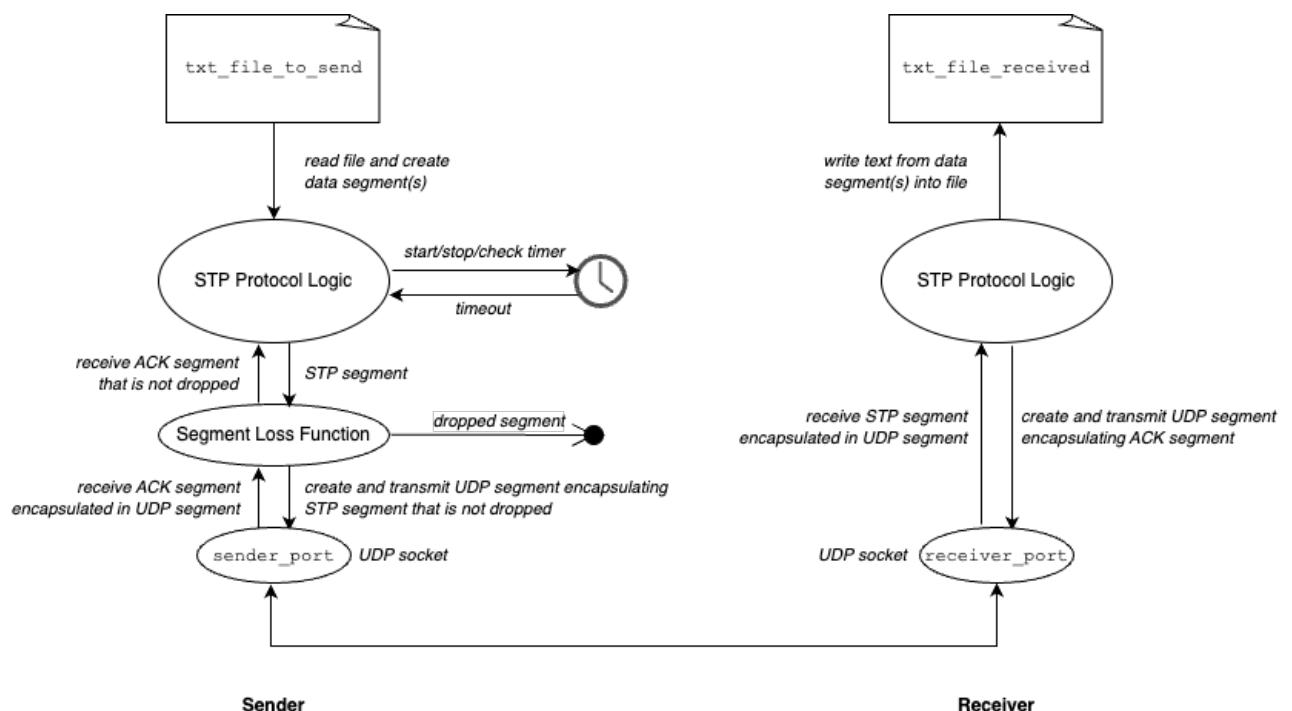 txt_file_to_send
txt_file_received
read file and create
data segment(s)
write text from data
segment(s) into file
STP Protocol Logic
start/stop/check timer
timeout
STP Protocol Logic
receive ACK segment
that is not dropped
STP segment
Segment Loss Function
dropped segment
receive STP segment
encapsulated in UDP segment
create and transmit UDP segment
encapsulating ACK segment
receive ACK segment
encapsulated in UDP segment
create and transmit UDP segment encapsulating
STP segment that is not dropped
sender_port
UDP socket
UDP socket
receiver_port
Sender
Receiver